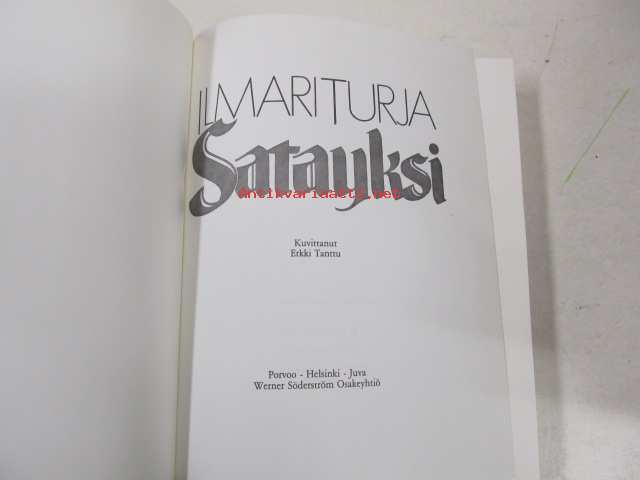 ILMARI TURJA
Satayksi
Antikvariaatti.net
Kuvittanut
Erkki Tanttu
Porvoo - Helsinki - Juva
Werner Söderström Osakeyhtiö